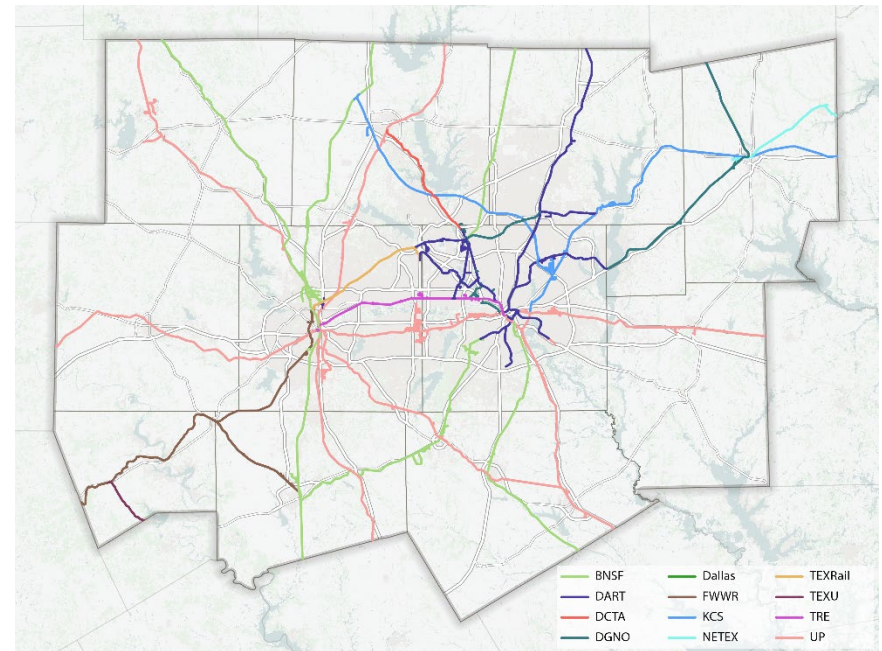 BNSF Dallas TEXRail
DART FWWR TEXU
DCTA KCS TRE
DGNO NETEX UP